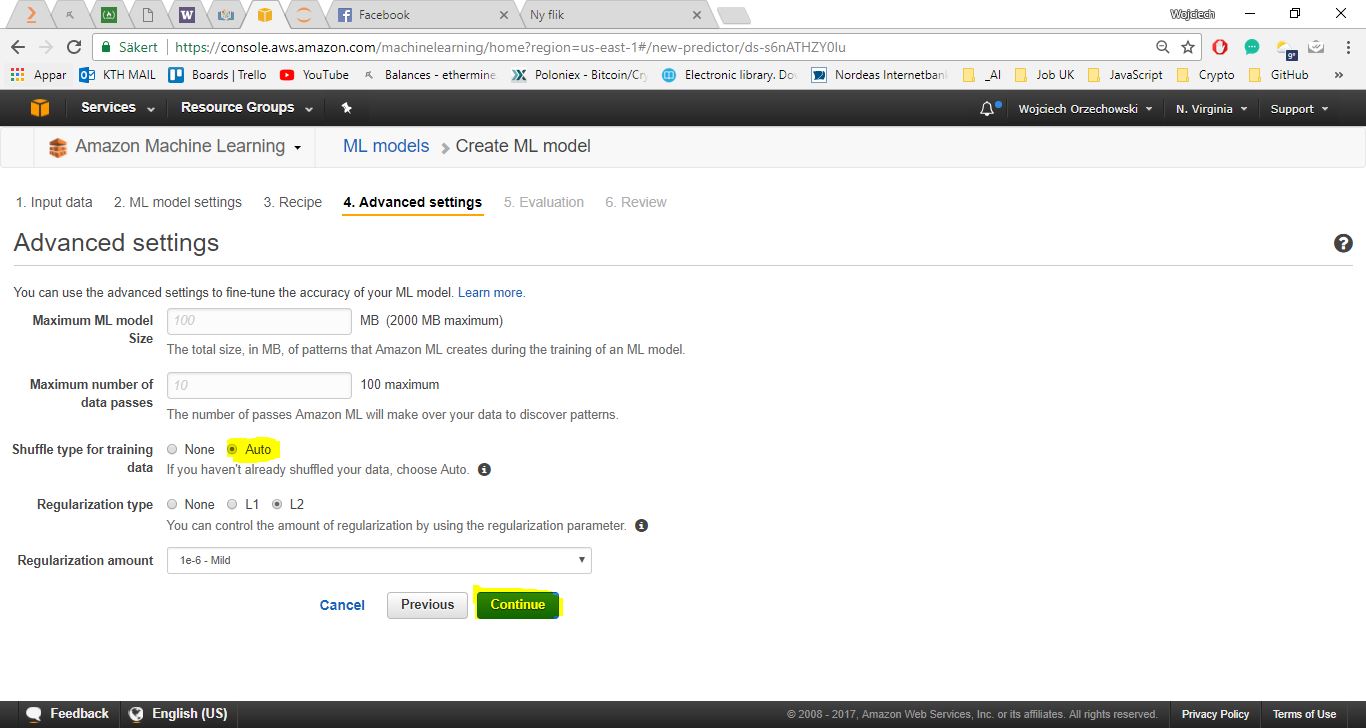 Facebook
Ny flik
Wojciech
Säkert
https://console.aws.amazon.com/machinelearning/home?region=us-east-1#/new-predictor/ds-s6nATHZY0Iu
Appar
KTH MAIL
Boards | Trello
YouTube
Balances - ethermine
Poloniex - Bitcoin/Cry
Electronic library. Do
Nordeas Internetban
_AI
Job UK
JavaScript
Crypto
GitHub
»
Services
Resource Groups
Wojciech Orzechowski
N. Virginia
Support
Amazon Machine Learning
ML models
Create ML model
1. Input data
2. ML model settings
3. Recipe
4. Advanced settings
5. Evaluation
6. Review
Advanced settings
You can use the advanced settings to fine-tune the accuracy of your ML model. Learn more.
Maximum ML model
Size
100
MB (2000 MB maximum)
The total size, in MB, of patterns that Amazon ML creates during the training of an ML model.
Maximum number of
data passes
10
100 maximum
The number of passes Amazon ML will make over your data to discover patterns.
Shuffle type for training
data
None
Auto
If you haven't already shuffled your data, choose Auto.
Regularization type
None
L1
L2
You can control the amount of regularization by using the regularization parameter.
Regularization amount
1e-6 - Mild
Cancel
Previous
Continue
Feedback
English (US)
© 2008 - 2017, Amazon Web Services, Inc. or its affiliates. All rights reserved.
Privacy Policy
Terms of Use